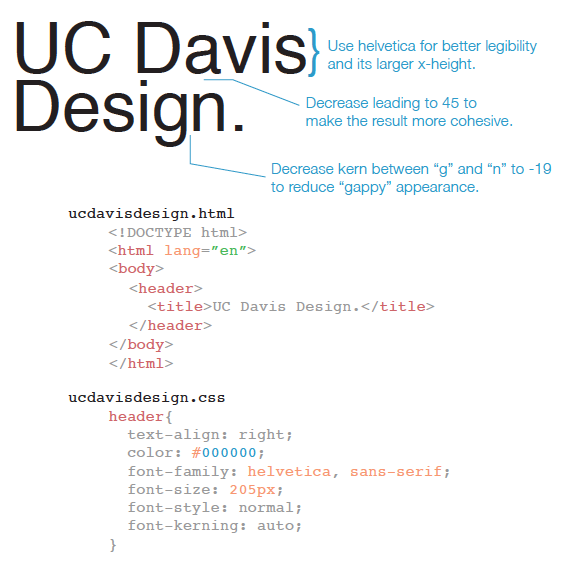 UC Davis}
Use helvetica for better legibility
and its larger x-height.
Design.
Decrease leading to 45 to
make the result more cohesive.
Decrease kern between “g” and “n” to -19
to reduce “gappy” appearance.
ucdavisdesign.html
<!DOCTYPE html>
<html lang=”en”>
<body>
<header>
<title>UC Davis Design.</title>
</header>
</body>
</html>
ucdavisdesign.css
header{
text-align: right;
color: #000000;
font-family: helvetica, sans-serif;
font-size: 205px;
font-style: normal;
font-kerning: auto;
}